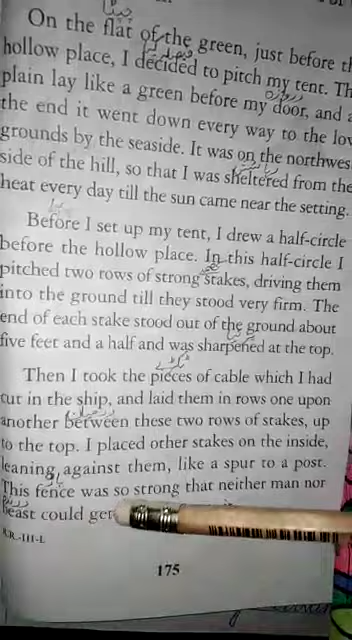 On the flat of the green, just before th
hollow place, I decided to pitch my tent. Th
plain lay like a green before my door, and a
the end it went down every way to the lov
grounds by the seaside. It was on the northwes
side of the hill, so that I was sheltered from the
heat every day till the sun came near the setting.
Before I set up my tent, I drew a half-circle
before the hollow place. In this half-circle I
pitched two rows of strong stakes, driving them
into the ground till they stood very firm. The
end of each stake stood out of the ground about
five feet and a half and was sharpened at the top.
Then I took the pieces of cable which I had
cut in the ship, and laid them in rows one upon
another between these two rows of stakes, up
to the top. I placed other stakes on the inside,
leaning against them, like a spur to a post.
This fence was so strong that neither man nor
beast could get
R.-III-L
175